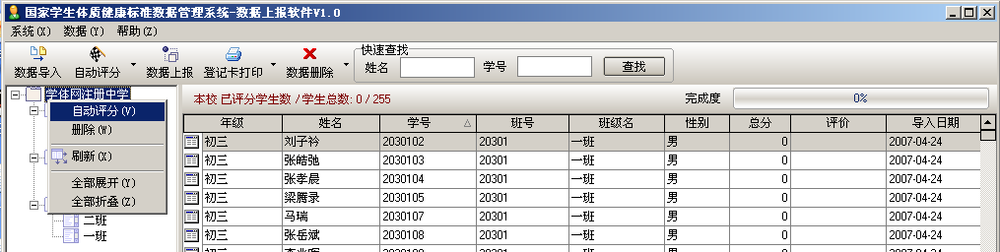 国家学生体质健康标准数据管理系统-数据上报软件V1.0
系统(X) 数据(Y) 帮助(Z)
数据导入 自动评分 数据上报 登记卡打印 数据删除
快速查找
姓名 学号 查找
学体网注册中学
自动评分(V)
删除(W)
刷新(X)
全部展开(Y)
全部折叠(Z)
二班
一班
本校 已评分学生数 / 学生总数: 0 / 255 完成度 0%
年级 姓名 学号 班号 班级名 性别 总分 评价 导入日期
初三 刘子衿 2030102 20301 一班 男 0 2007-04-24
初三 张皓弛 2030103 20301 一班 男 0 2007-04-24
初三 张孝晨 2030104 20301 一班 男 0 2007-04-24
初三 梁腾录 2030105 20301 一班 男 0 2007-04-24
初三 马瑞 2030107 20301 一班 男 0 2007-04-24
初三 张岳斌 2030108 20301 一班 男 0 2007-04-24